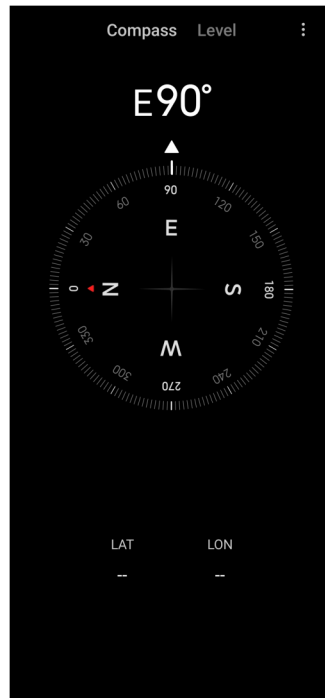 Compass Level
E90°
90
60 120
E
30 150
0 N S 180
330 210
W
300 240
270
LAT LON
-- --